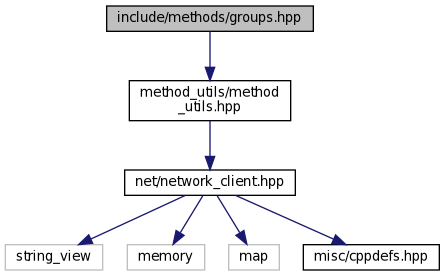 include/methods/groups.hpp
method_utils/method
_utils.hpp
net/network_client.hpp
string_view
memory
map
misc/cppdefs.hpp